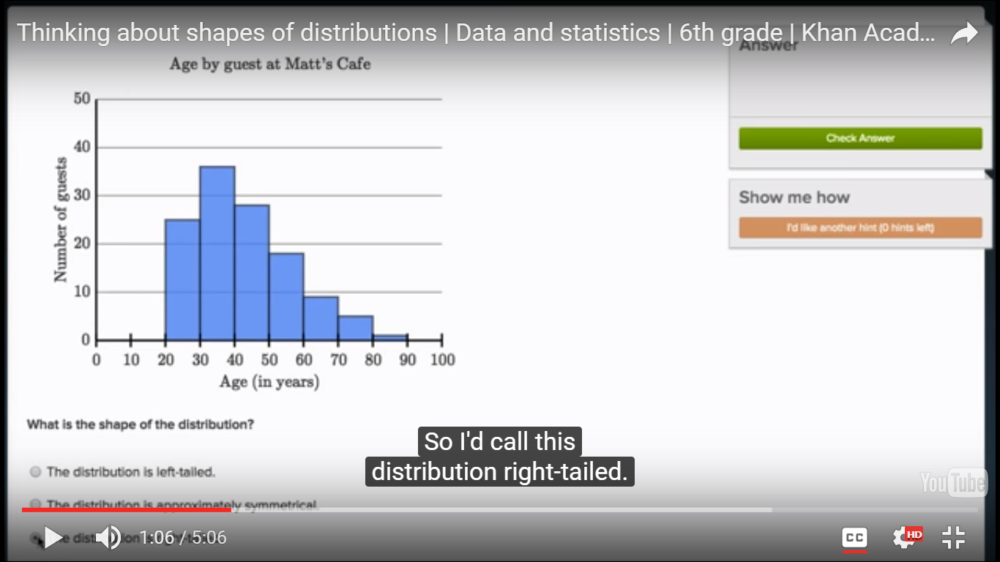 Thinking about shapes of distributions | Data and statistics | 6th grade | Khan Acad...
Answer
Age by guest at Matt's Cafe
50
40
30
20
10
0
Number of guests
0 10 20 30 40 50 60 70 80 90 100
Age (in years)
Check Answer
Show me how
I'd like another hint (0 hints left)
What is the shape of the distribution?
The distribution is left-tailed.
The distribution is approximately symmetrical.
So I'd call this
distribution right-tailed.
YouTube
1:06 / 5:06
CC
HD